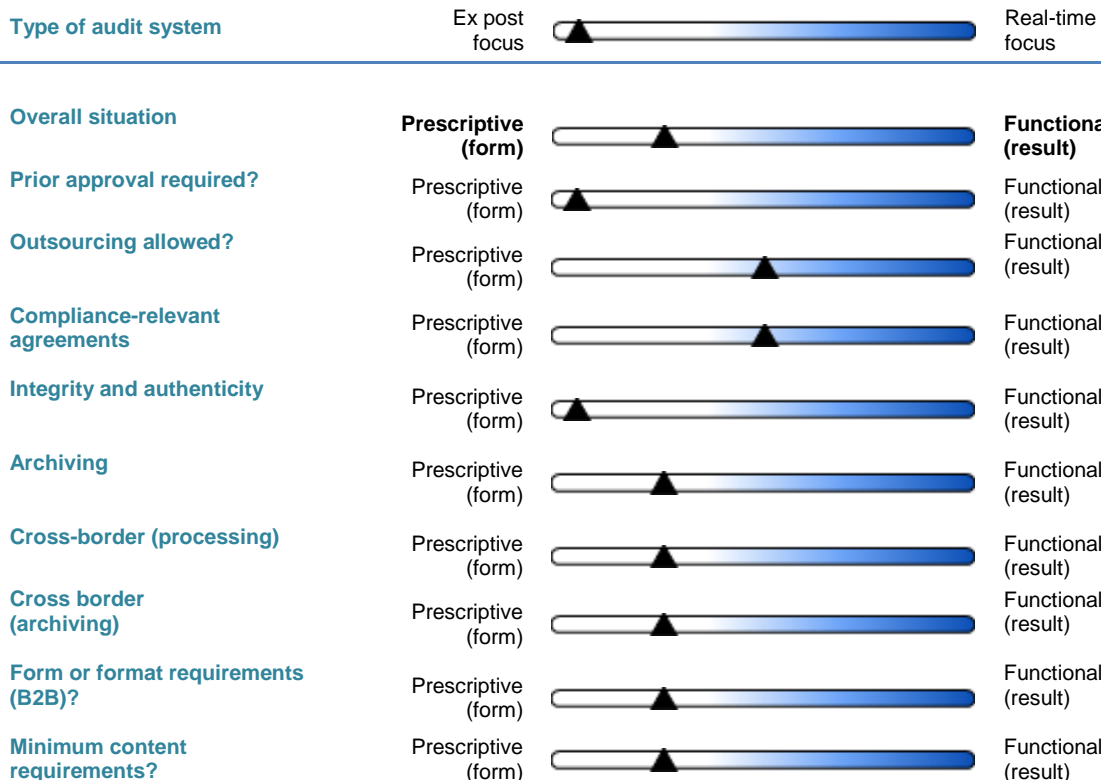 Type of audit system
Ex post
focus
Real-time
focus
Overall situation
Prescriptive
(form)
Functiona
(result)
Prior approval required?
Prescriptive
(form)
Functional
(result)
Outsourcing allowed?
Prescriptive
(form)
Functional
(result)
Compliance-relevant
agreements
Prescriptive
(form)
Functional
(result)
Integrity and authenticity
Prescriptive
(form)
Functional
(result)
Archiving
Prescriptive
(form)
Functional
(result)
Cross-border (processing)
Prescriptive
(form)
Functional
(result)
Cross border
(archiving)
Prescriptive
(form)
Functional
(result)
Form or format requirements
(B2B)?
Prescriptive
(form)
Functional
(result)
Minimum content
requirements?
Prescriptive
(form)
Functional
(result)